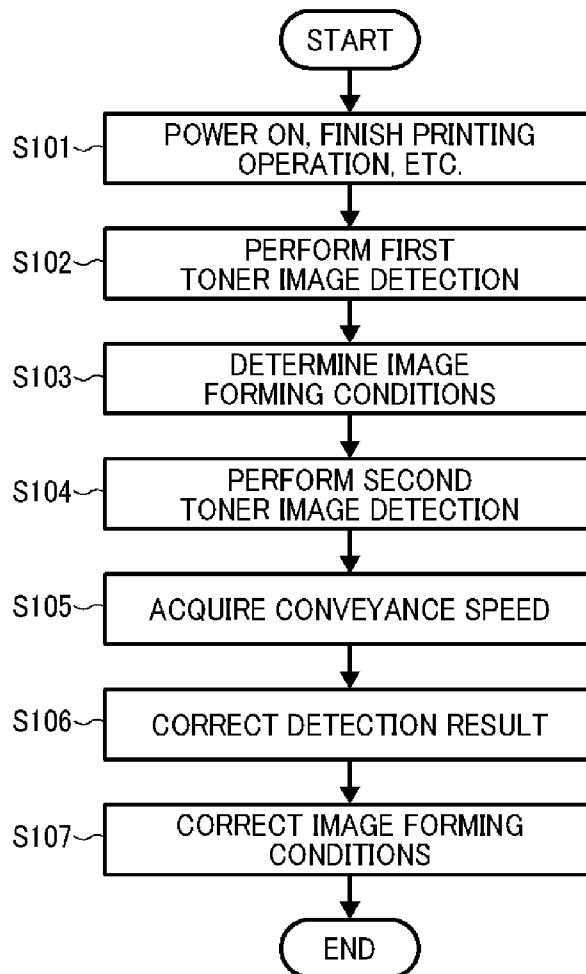 START
S101
POWER ON, FINISH PRINTING
OPERATION, ETC.
S102
PERFORM FIRST
TONER IMAGE DETECTION
S103
DETERMINE IMAGE
FORMING CONDITIONS
S104
PERFORM SECOND
TONER IMAGE DETECTION
S105
ACQUIRE CONVEYANCE SPEED
S106
CORRECT DETECTION RESULT
S107
CORRECT IMAGE FORMING
CONDITIONS
END